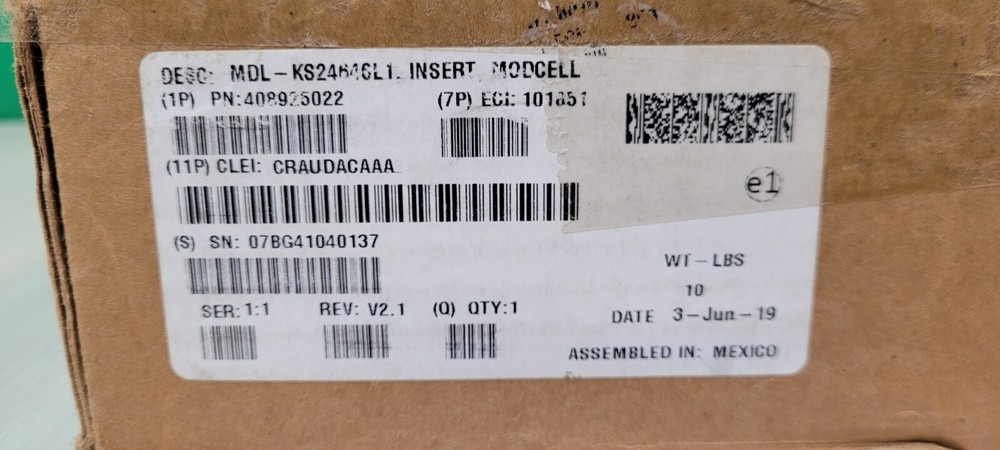 DESC: MDL-KS24646L1. INSERT MODCELL
(1P) PN:408925022 (7P) ECI: 101851
(11P) CLEI: CRAUDACAAA
e1
(S) SN: 07BG41040137
WT-LBS
10
SER:1:1 REV: V2.1 (Q) QTY:1
DATE 3-Jun-19
ASSEMBLED IN: MEXICO